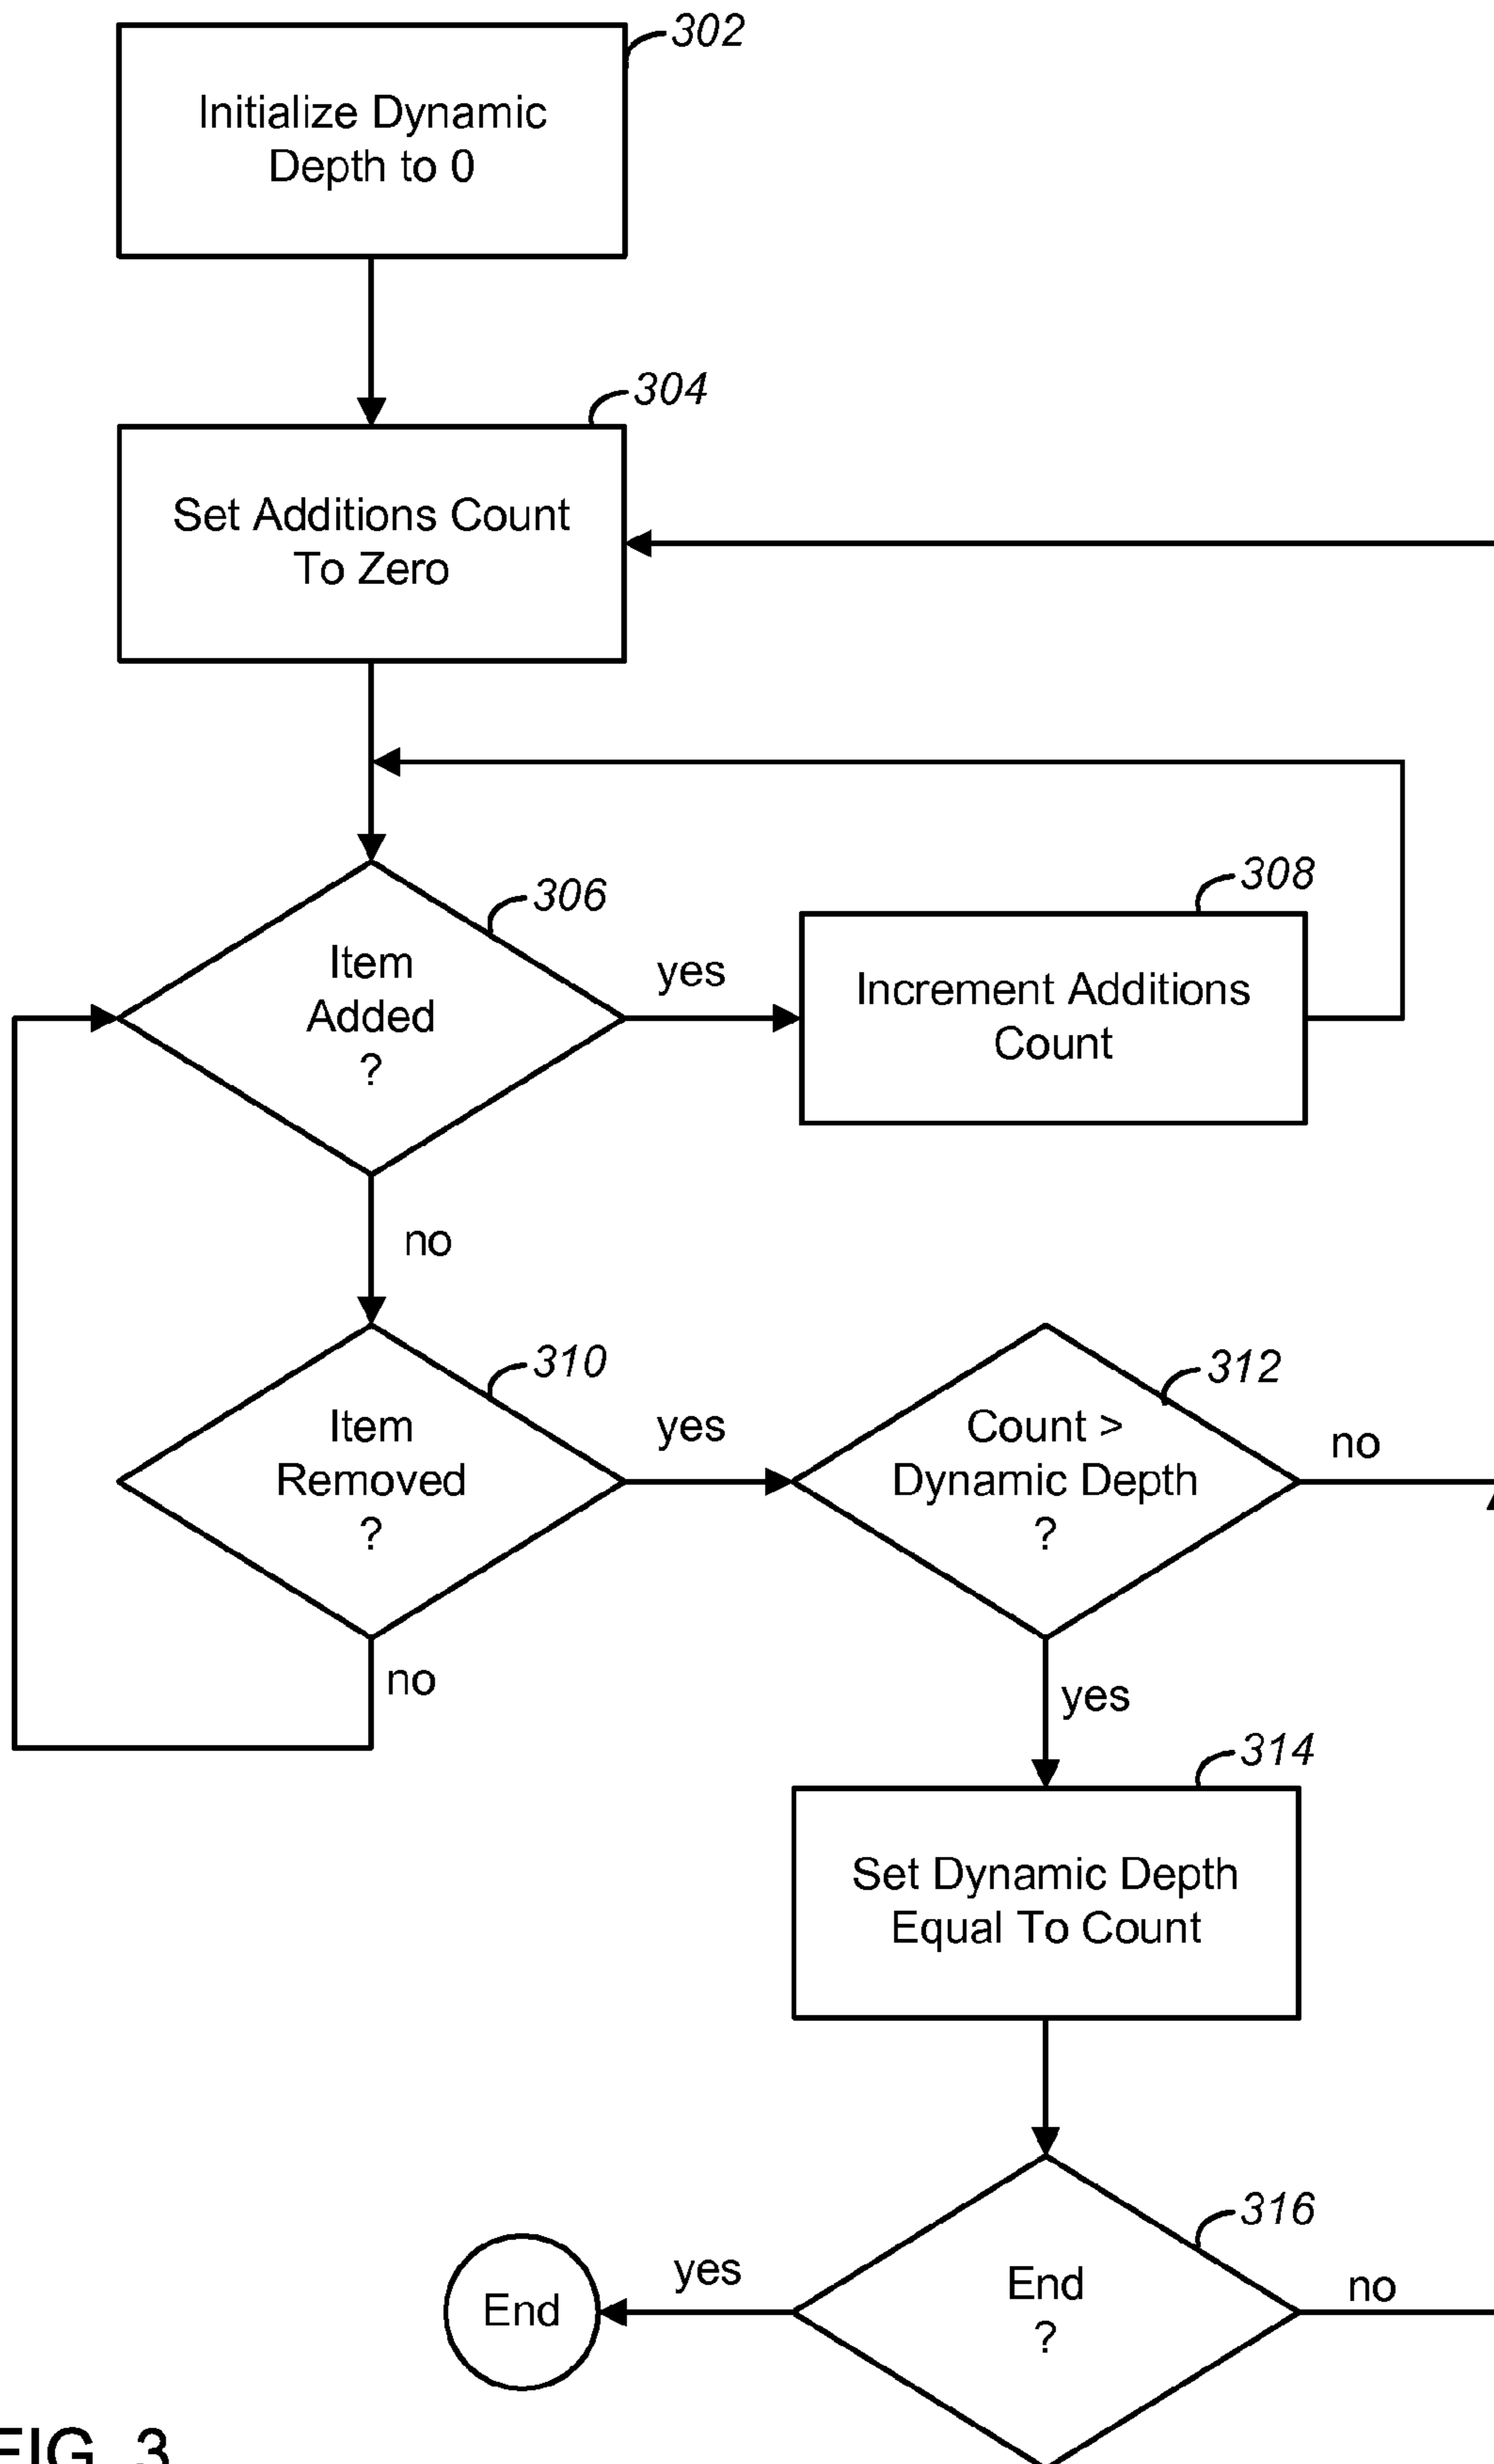 302
Initialize Dynamic
Depth to 0
304
Set Additions Count
To Zero
306
Item
Added
?
yes
308
Increment Additions
Count
no
310
Item
Removed
?
yes
312
Count >
Dynamic Depth
?
no
no
yes
314
Set Dynamic Depth
Equal To Count
316
End
?
yes
End
no
FIG. 3